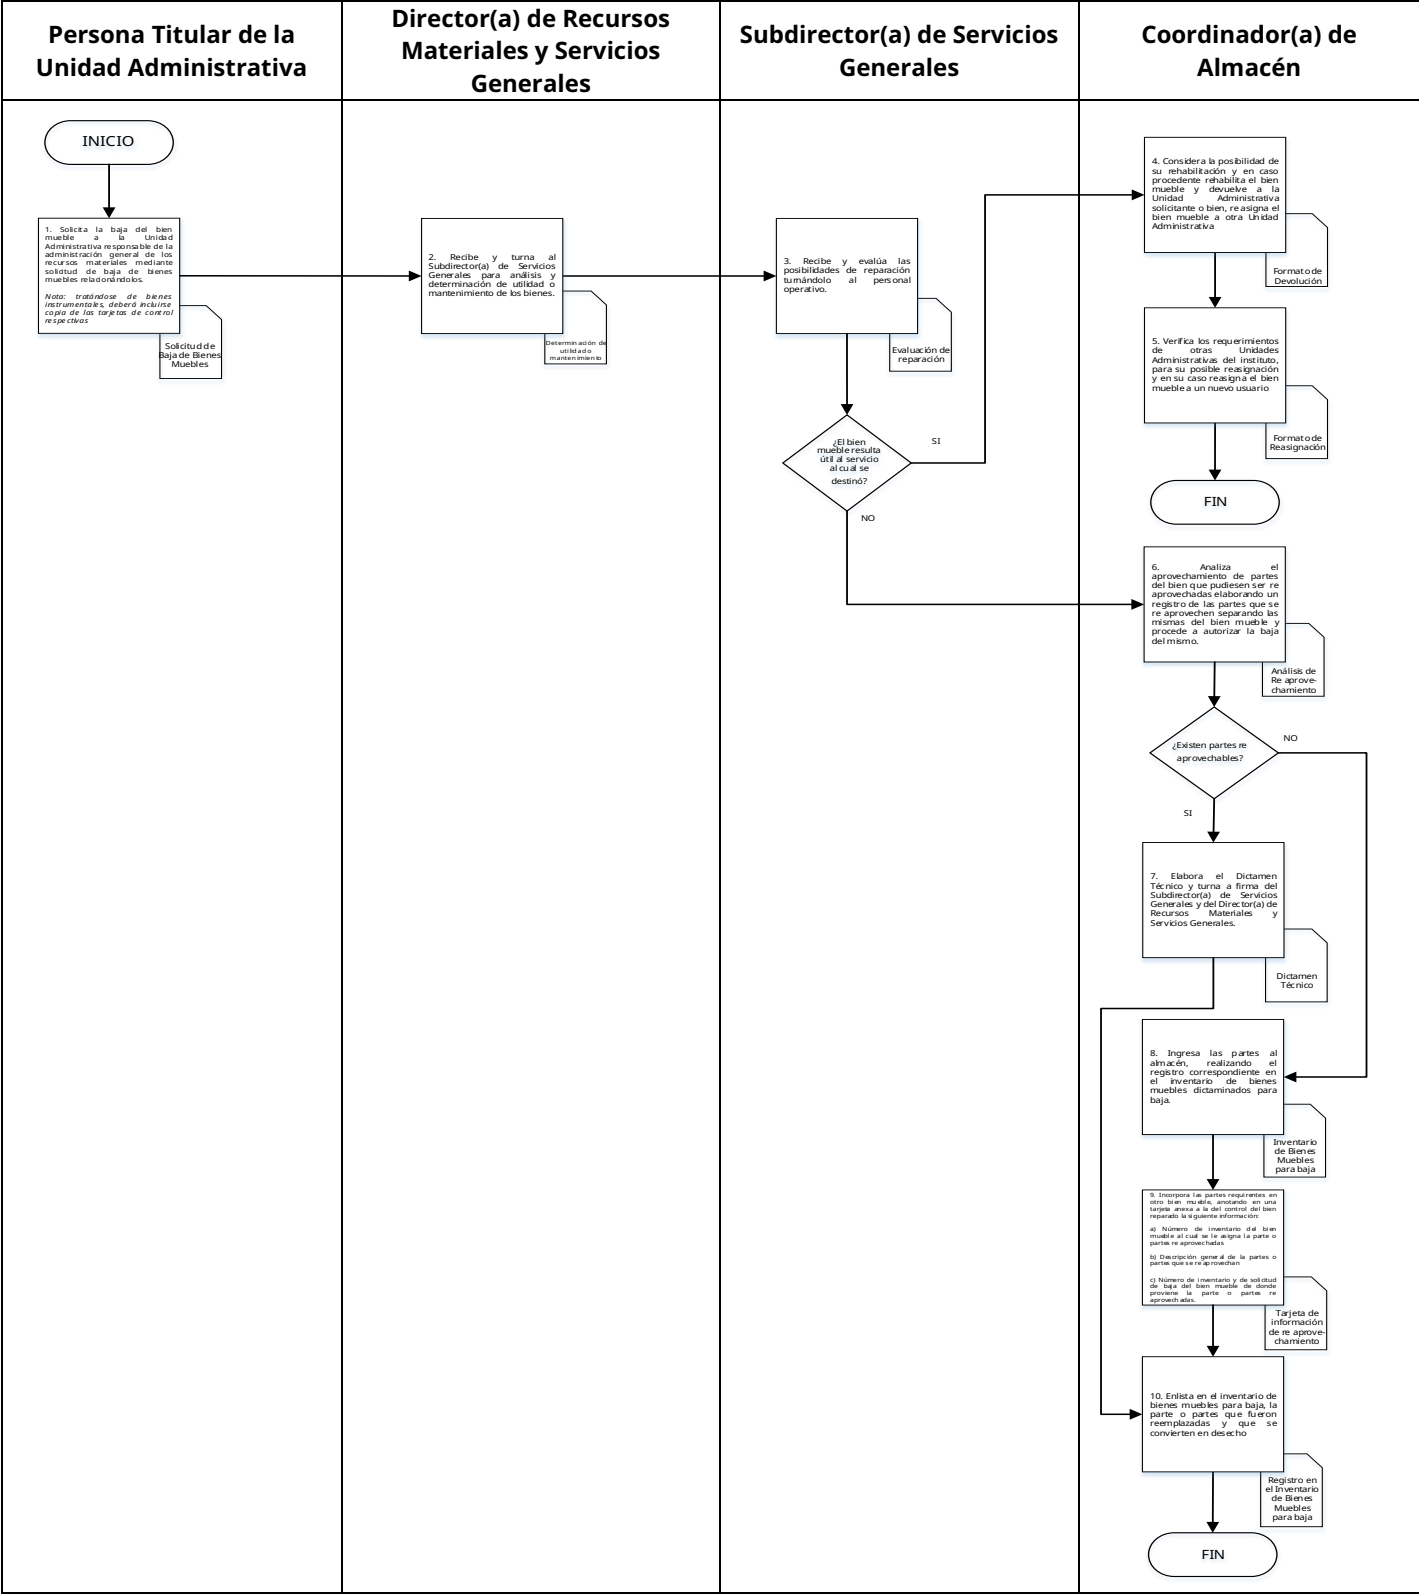 Persona Titular de la
Unidad Administrativa
Director(a) de Recursos
Materiales y Servicios
Generales
Subdirector(a) de Servicios
Generales
Coordinador(a) de
Almacén
INICIO
1. Solicita la baja del bien
mueble a la Unidad
Administrativa responsable de la
administración general de los
recursos materiales mediante
solicitud de baja de bienes
muebles relacionándolos.
Nota: tratándose de bienes
instrumentales, deberá incluirse
copia de las tarjetas de control
respectivas
Solicitud de
Baja de Bienes
Muebles
2. Recibe y turna al
Subdirector(a) de Servicios
Generales para análisis y
determinación de utilidad o
mantenimiento de los bienes.
Determinación de
utilidad o
mantenimiento
3. Recibe y evalúa las
posibilidades de reparación
turnándolo al personal
operativo.
Evaluación de
reparación
¿El bien
mueble resulta
útil al servicio
al cual se
destinó?
SI
NO
4. Considera la posibilidad de
su rehabilitación y en caso
procedente rehabilita el bien
mueble y devuelve a la
Unidad Administrativa
solicitante o bien, reasigna el
bien mueble a otra Unidad
Administrativa
Formato de
Devolución
5. Verifica los requerimientos
de otras Unidades
Administrativas del instituto,
para su posible reasignación
y en su caso reasigna el bien
mueble a un nuevo usuario
Formato de
Reasignación
FIN
6. Analiza el
aprovechamiento de partes
del bien que pudiesen ser re
aprovechadas elaborando un
registro de las partes que se
re aprovechen separando las
mismas del bien mueble y
procede a autorizar la baja
del mismo.
Análisis de
Re aprove-
chamiento
¿Existen partes re
aprovechables?
NO
SI
7. Elabora el Dictamen
Técnico y turna a firma del
Subdirector(a) de Servicios
Generales y del Director(a) de
Recursos Materiales y
Servicios Generales.
Dictamen
Técnico
8. Ingresa las partes al
almacén, realizando el
registro correspondiente en
el inventario de bienes
muebles dictaminados para
baja.
Inventario
de Bienes
Muebles
para baja
9. Incorpora las partes requirentes en
otro bien mueble, anotando en una
tarjeta anexa a la del control del bien
reparado la siguiente información:
a) Número de inventario del bien
mueble al cual se le asigna la parte o
partes re aprovechadas
b) Descripción general de la partes o
partes que se re aprovechan
c) Número de inventario y de solicitud
de baja del bien mueble de donde
proviene la parte o partes re
aprovechadas.
Tarjeta de
información
de re aprove-
chamiento
10. Enlista en el inventario de
bienes muebles para baja, la
parte o partes que fueron
reemplazadas y que se
convierten en desecho
Registro en
el Inventario
de Bienes
Muebles
para baja
FIN